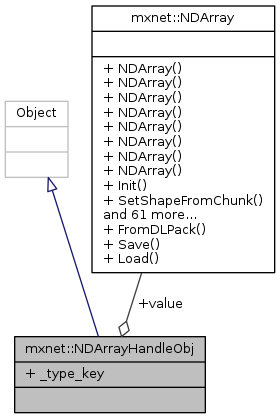 mxnet::NDArray
+ NDArray()
+ NDArray()
+ NDArray()
+ NDArray()
+ NDArray()
+ NDArray()
+ NDArray()
+ NDArray()
+ Init()
+ SetShapeFromChunk()
and 61 more...
+ FromDLPack()
+ Save()
+ Load()
Object
+value
mxnet::NDArrayHandleObj
+ _type_key